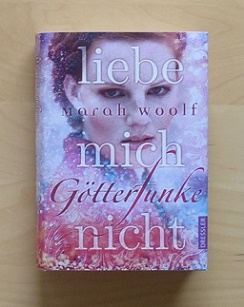 liebe
marah woolf
mich
Götterfunke
nicht
DRESSLER